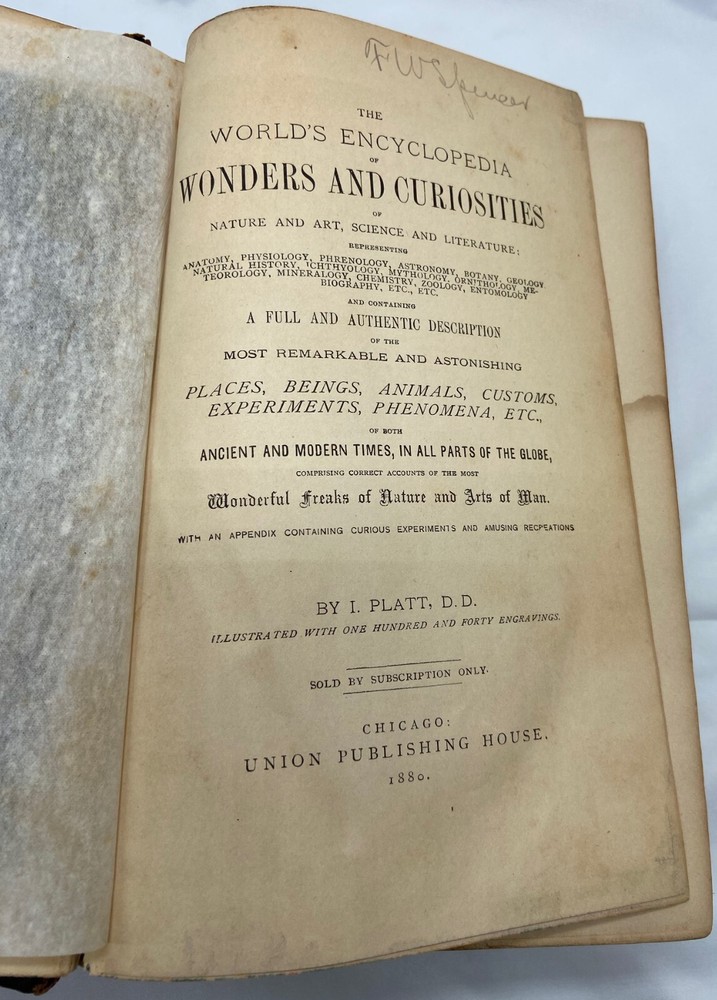 F W Spencer
THE
WORLD'S ENCYCLOPEDIA
OF
WONDERS AND CURIOSITIES
OF
NATURE AND ART, SCIENCE AND LITERATURE;
REPRESENTING
ANATOMY, PHYSIOLOGY, PHRENOLOGY, ASTRONOMY, BOTANY, GEOLOGY
NATURAL HISTORY, ICHTHYOLOGY, MYTHOLOGY, ORNITHOLOGY, ME-
TEOROLOGY, MINERALOGY, CHEMISTRY, ZOOLOGY, ENTOMOLOGY
BIOGRAPHY, ETC., ETC.
AND CONTAINING
A FULL AND AUTHENTIC DESCRIPTION
OF THE
MOST REMARKABLE AND ASTONISHING
PLACES, BEINGS, ANIMALS, CUSTOMS,
EXPERIMENTS, PHENOMENA, ETC.,
OF BOTH
ANCIENT AND MODERN TIMES, IN ALL PARTS OF THE GLOBE,
COMPRISING CORRECT ACCOUNTS OF THE MOST
Wonderful Freaks of Nature and Arts of Man.
WITH AN APPENDIX CONTAINING CURIOUS EXPERIMENTS AND AMUSING RECREATIONS
BY I. PLATT, D.D.
ILLUSTRATED WITH ONE HUNDRED AND FORTY ENGRAVINGS.
SOLD BY SUBSCRIPTION ONLY.
CHICAGO:
UNION PUBLISHING HOUSE.
1880.